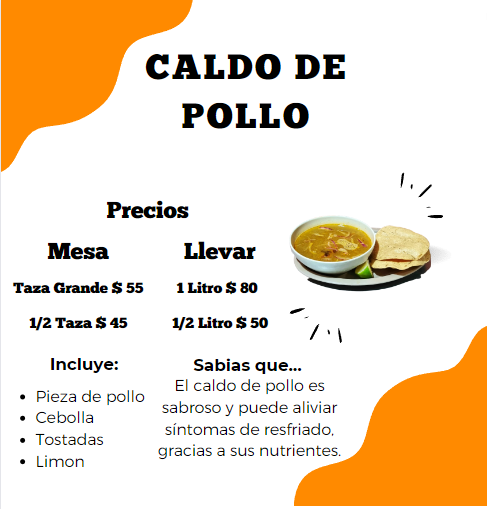 CALDO DE
POLLO
Precios
Mesa
Taza Grande $ 55
1/2 Taza $ 45
Llevar
1 Litro $ 80
1/2 Litro $ 50
Incluye:
• Pieza de pollo
• Cebolla
• Tostadas
• Limon
Sabias que...
El caldo de pollo es
sabroso y puede aliviar
síntomas de resfriado,
gracias a sus nutrientes.